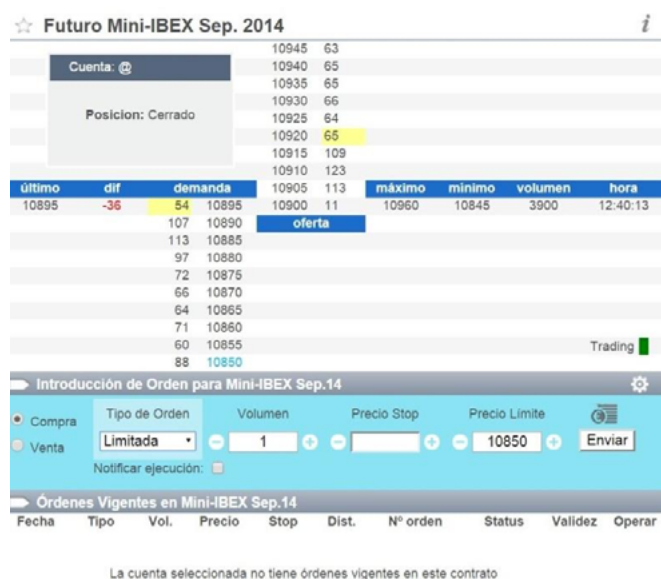 Futuro Mini-IBEX Sep. 2014 i
10945 63
Cuenta: @ 10940 65
10935 65
10930 66
Posicion: Cerrado 10925 64
10920 65
10915 109
10910 123
último dif demanda 10905 113 máximo minimo volumen hora
10895 -36 54 10895 10900 11 10960 10845 3900 12:40:13
107 10890 oferta
113 10885
97 10880
72 10875
66 10870
64 10865
71 10860
60 10855 Trading
88 10850
Introducción de Orden para Mini-IBEX Sep.14
Compra Tipo de Orden Volumen Precio Stop Precio Límite
Venta Limitada 1 10850 Enviar
Notificar ejecución:
Órdenes Vigentes en Mini-IBEX Sep.14
Fecha Tipo Vol. Precio Stop Dist. Nº orden Status Validez Operar
La cuenta seleccionada no tiene órdenes vigentes en este contrato